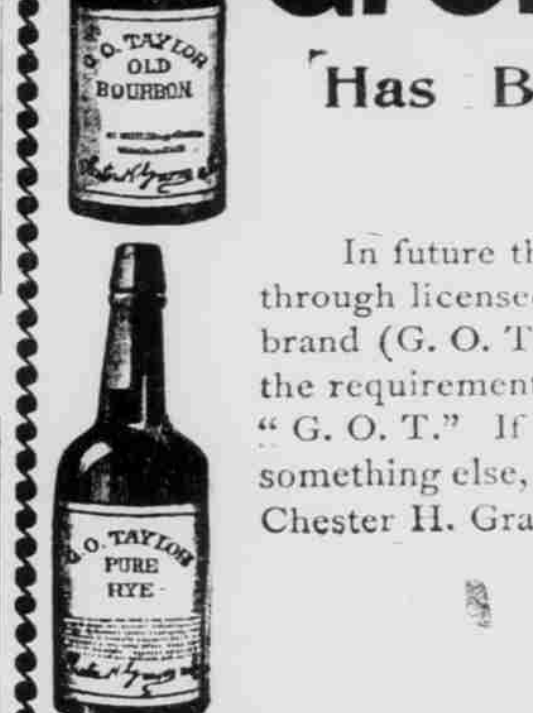 G. O. TAYLOR
OLD
BOURBON
Has B
In future th
through license
brand (G. O. T
the requirement
“ G. O. T.” If
something else,
Chester H. Gra
G. O. TAYLOR
PURE
RYE